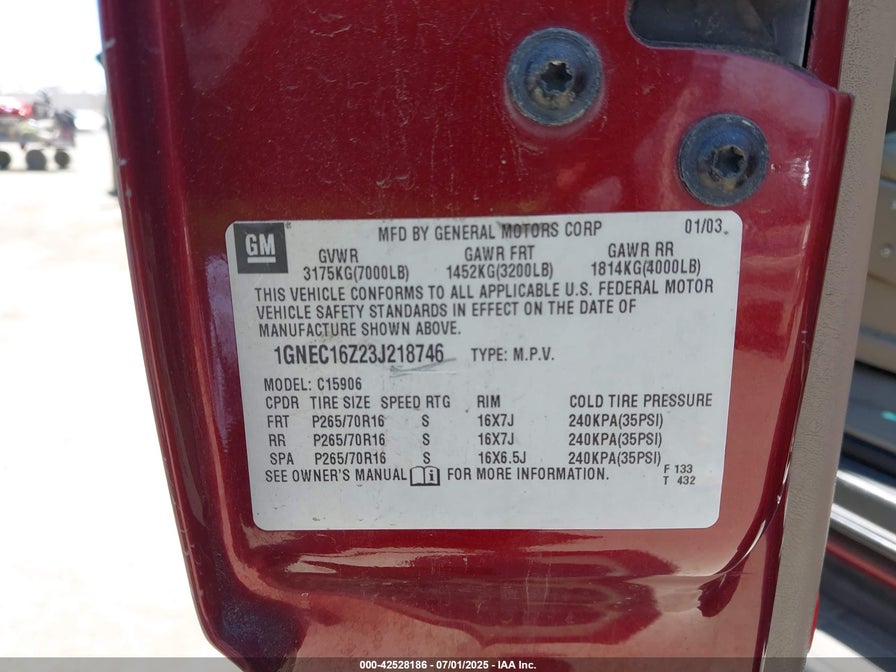 GM
MFD BY GENERAL MOTORS CORP 01/03
GVWR GAWR FRT GAWR RR
3175KG(7000LB) 1452KG(3200LB) 1814KG(4000LB)
THIS VEHICLE CONFORMS TO ALL APPLICABLE U.S. FEDERAL MOTOR
VEHICLE SAFETY STANDARDS IN EFFECT ON THE DATE OF
MANUFACTURE SHOWN ABOVE.
1GNEC16Z23J218746 TYPE: M.P.V.
MODEL: C15906
CPDR TIRE SIZE SPEED RTG RIM COLD TIRE PRESSURE
FRT P265/70R16 S 16X7J 240KPA(35PSI)
RR P265/70R16 S 16X7J 240KPA(35PSI)
SPA P265/70R16 S 16X6.5J 240KPA(35PSI)
SEE OWNER'S MANUAL FOR MORE INFORMATION. F 133
T 432
000-42528186 - 07/01/2025 - IAA Inc.